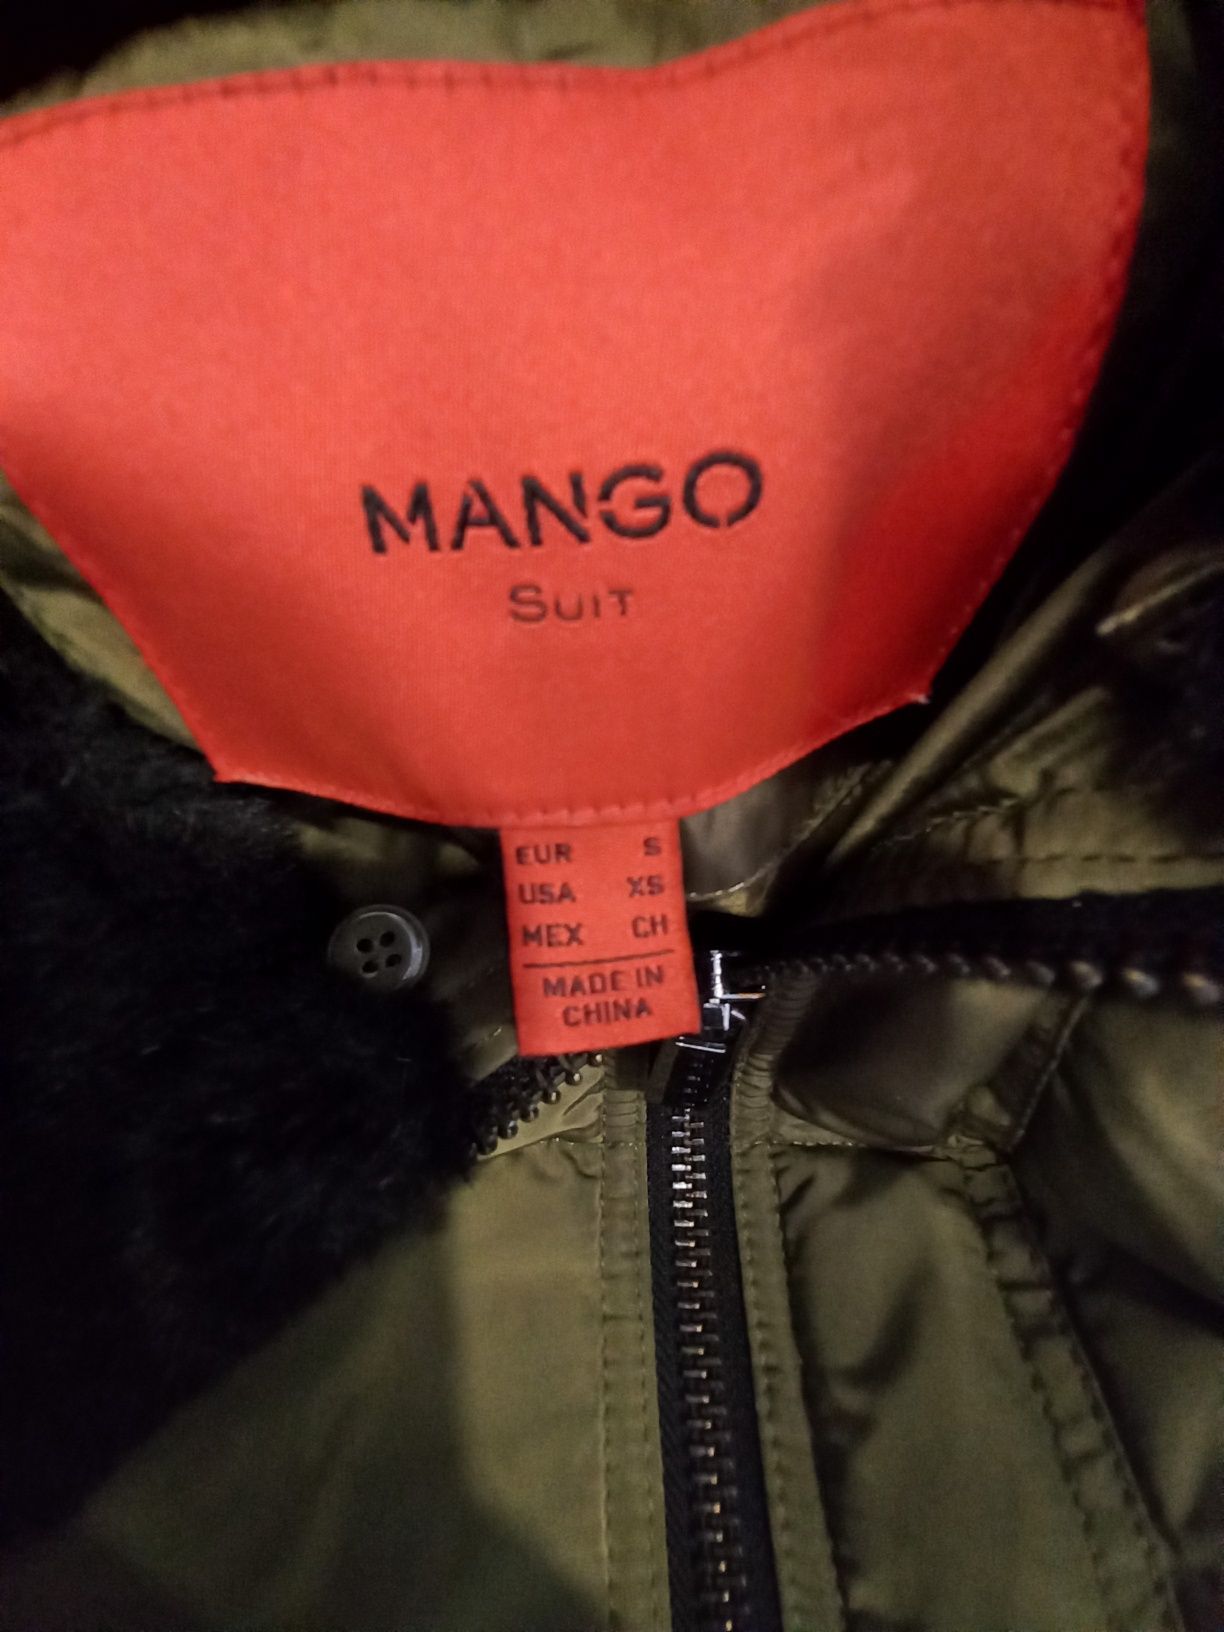 MANGO
SUIT
EUR S
USA XS
MEX CH
MADE IN
CHINA